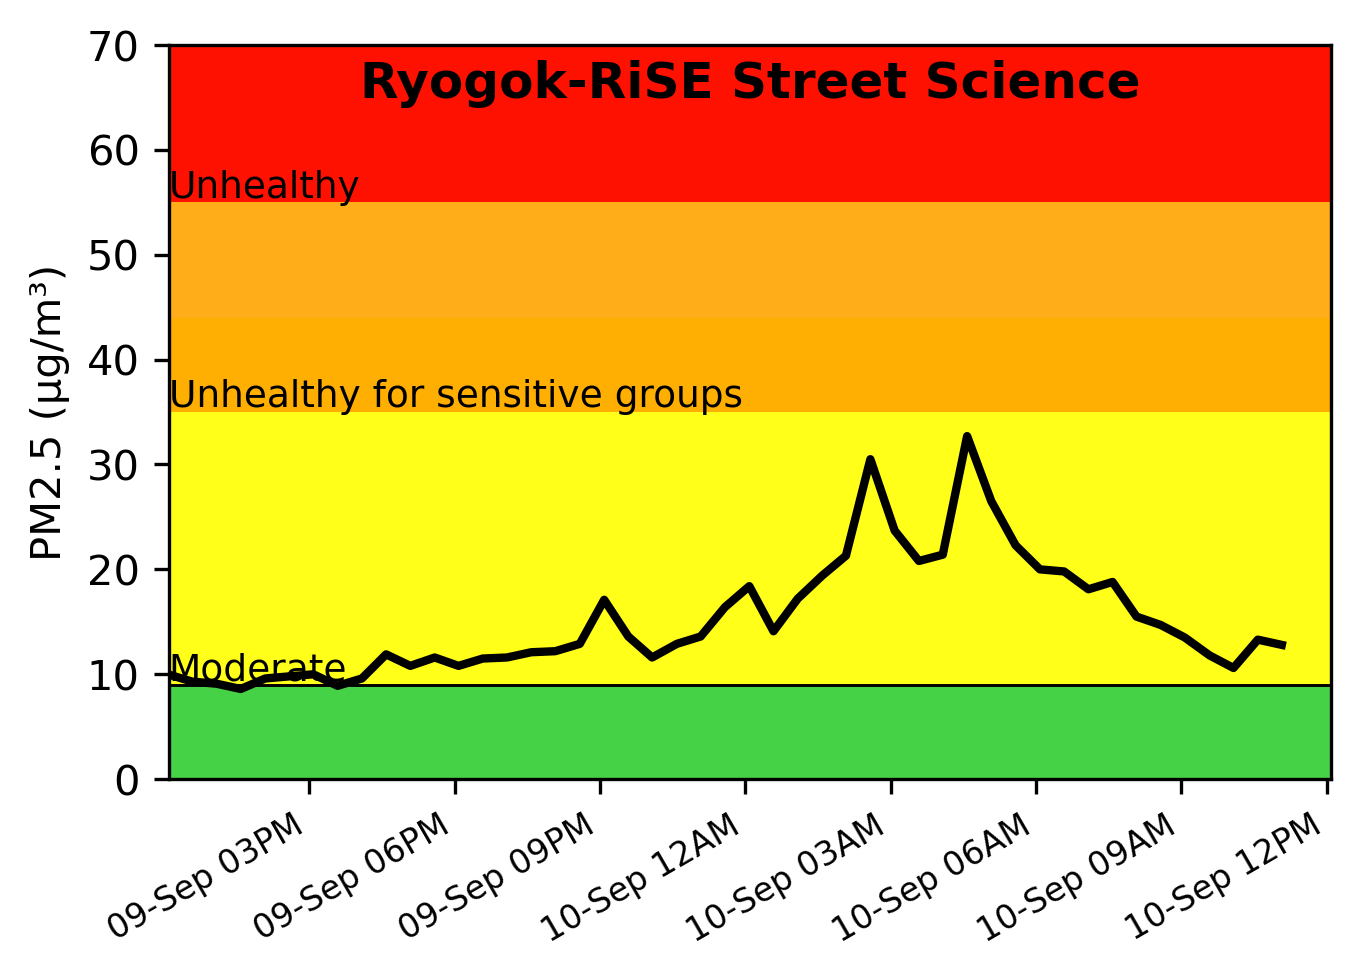 Ryogok-RiSE Street Science
PM2.5 (µg/m³)
70
60
50
40
30
20
10
0
Unhealthy
Unhealthy for sensitive groups
Moderate
09-Sep 03PM
09-Sep 06PM
09-Sep 09PM
10-Sep 12AM
10-Sep 03AM
10-Sep 06AM
10-Sep 09AM
10-Sep 12PM